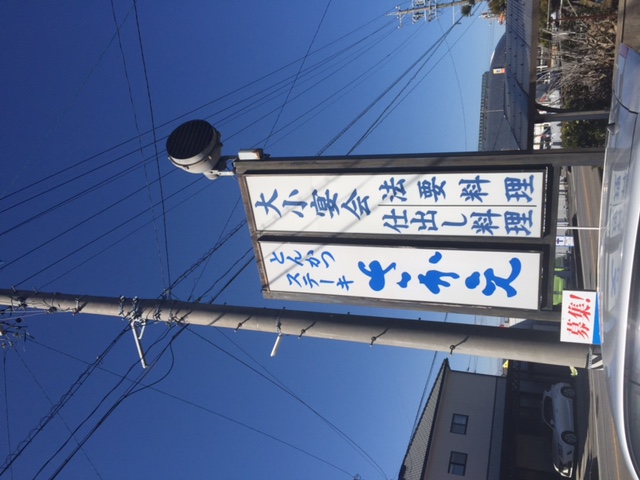 大小宴会
法要料理
仕出し料理
とんかつ
ステーキ
さかえ
募集!